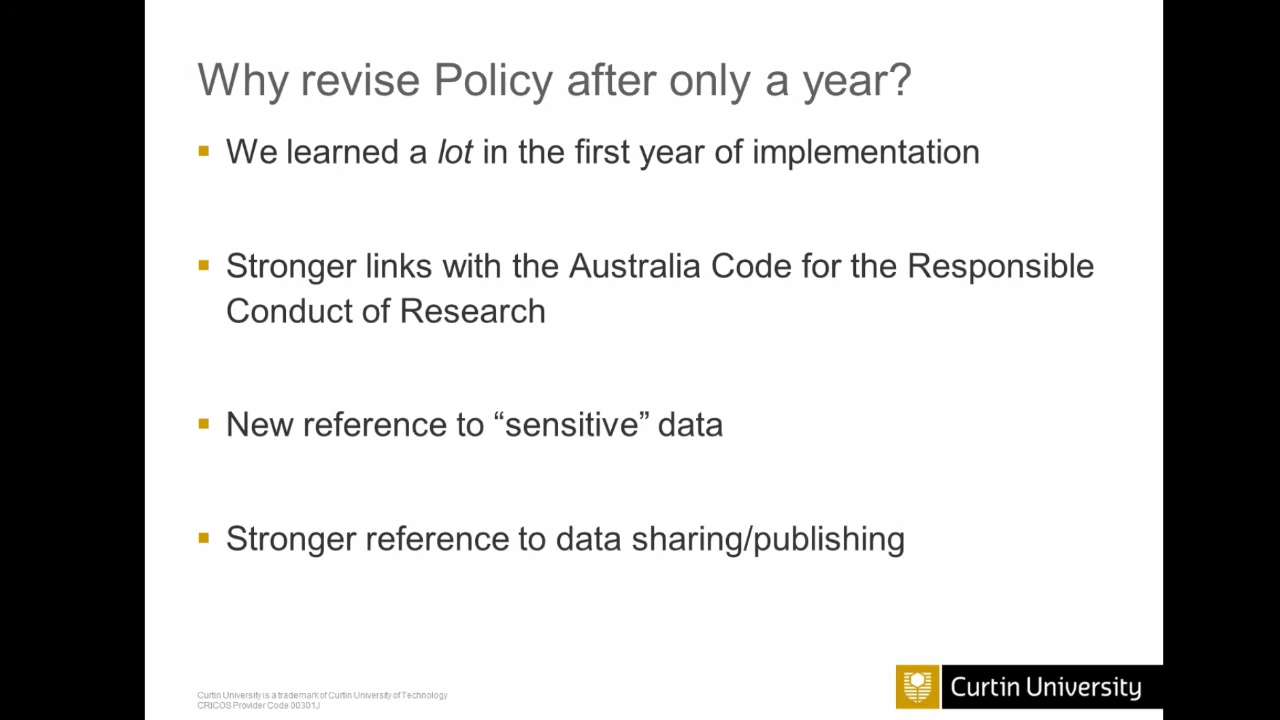 Why revise Policy after only a year?
We learned a lot in the first year of implementation
Stronger links with the Australia Code for the Responsible
Conduct of Research
New reference to “sensitive” data
Stronger reference to data sharing/publishing
Curtin University is a trademark of Curtin University of Technology
CRICOS Provider Code 00301J
Curtin University